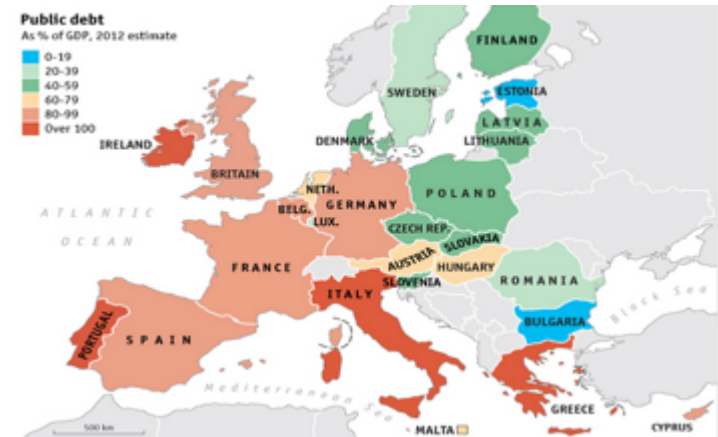 Public debt
As % of GDP, 2012 estimate
0-19
20-39
40-59
60-79
80-99
Over 100
FINLAND
SWEDEN
ESTONIA
LATVIA
LITHUANIA
DENMARK
IRELAND
BRITAIN
NETH.
BELG.
GERMANY
LUX.
POLAND
CZECH REP.
SLOVAKIA
ATLANTIC
OCEAN
FRANCE
AUSTRIA
HUNGARY
SLOVENIA
ROMANIA
ITALY
PORTUGAL
SPAIN
BULGARIA
Black Sea
Mediterranean Sea
GREECE
CYPRUS
MALTA
500 km